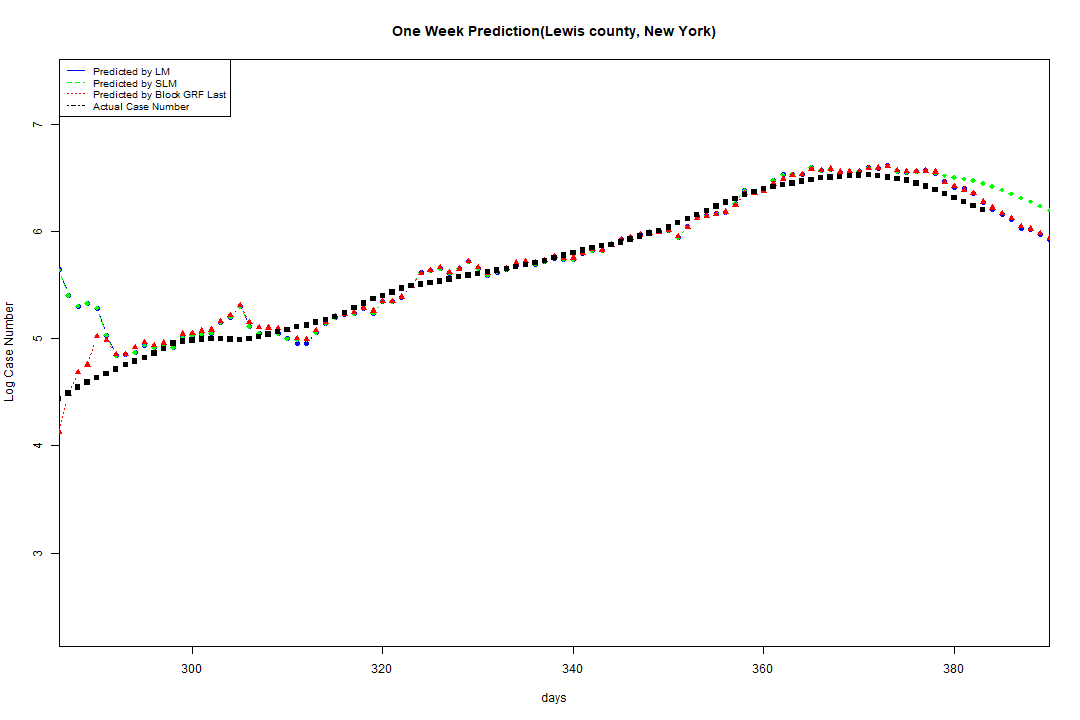 One Week Prediction(Lewis county, New York)
Predicted by LM
Predicted by SLM
Predicted by Block GRF Last
Actual Case Number
7
6
5
4
3
Log Case Number
300
320
340
360
380
days